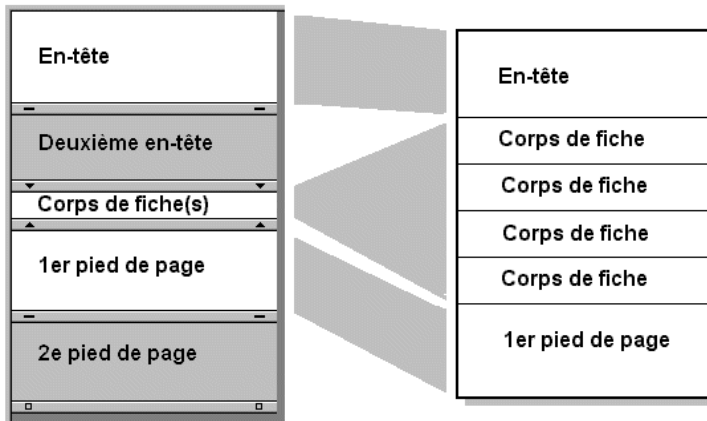 En-tête
Deuxième en-tête
Corps de fiche(s)
1er pied de page
2e pied de page
En-tête
Corps de fiche
Corps de fiche
Corps de fiche
Corps de fiche
1er pied de page